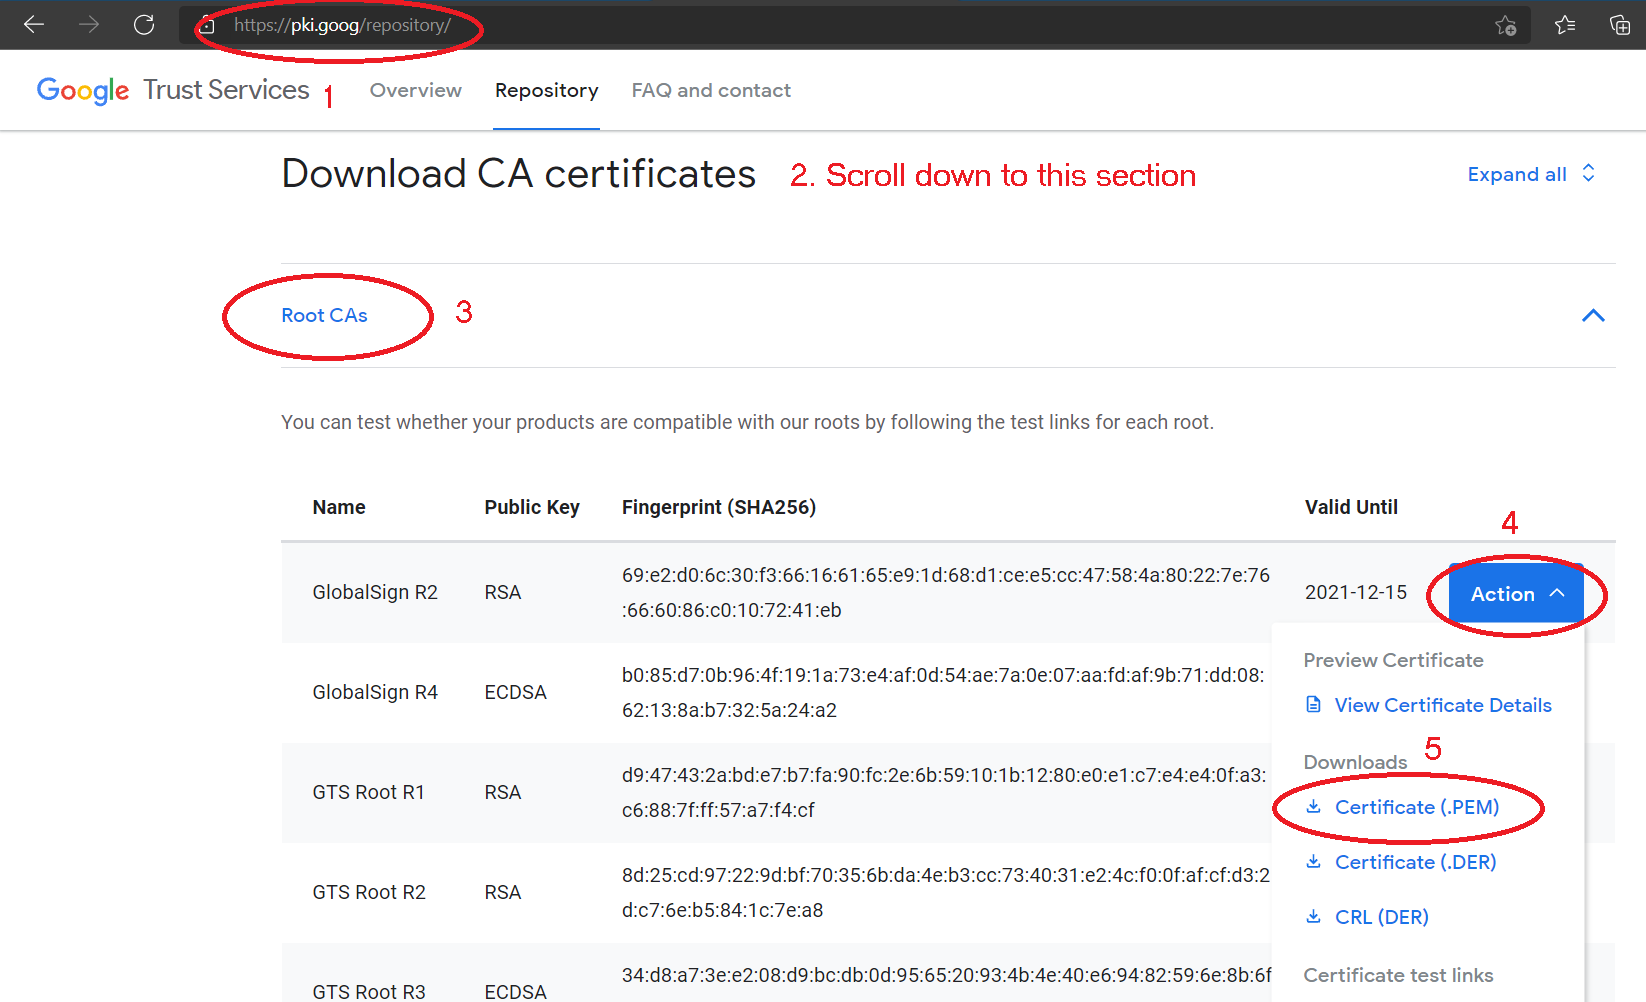 https://pki.goog/repository/
Google Trust Services 1 Overview Repository FAQ and contact
Download CA certificates 2. Scroll down to this section Expand all
Root CAs 3
You can test whether your products are compatible with our roots by following the test links for each root.
Name Public Key Fingerprint (SHA256) Valid Until
4
GlobalSign R2 RSA 69:e2:d0:6c:30:f3:66:16:61:65:e9:1d:68:d1:ce:e5:cc:47:58:4a:80:22:7e:76 2021-12-15 Action
:66:60:86:c0:10:72:41:eb
Preview Certificate
GlobalSign R4 ECDSA b0:85:d7:0b:96:4f:19:1a:73:e4:af:0d:54:ae:7a:0e:07:aa:fd:af:9b:71:dd:08: View Certificate Details
62:13:8a:b7:32:5a:24:a2
Downloads 5
GTS Root R1 RSA d9:47:43:2a:bd:e7:b7:fa:90:fc:2e:6b:59:10:1b:12:80:e0:e1:c7:e4:e4:0f:a3: Certificate (.PEM)
c6:88:7f:ff:57:a7:f4:cf
Certificate (.DER)
GTS Root R2 RSA 8d:25:cd:97:22:9d:bf:70:35:6b:da:4e:b3:cc:73:40:31:e2:4c:f0:0f:af:cf:d3:2
d:c7:6e:b5:84:1c:7e:a8
CRL (DER)
GTS Root R3 ECDSA 34:d8:a7:3e:e2:08:d9:bc:db:0d:95:65:20:93:4b:4e:40:e6:94:82:59:6e:8b:6f Certificate test links